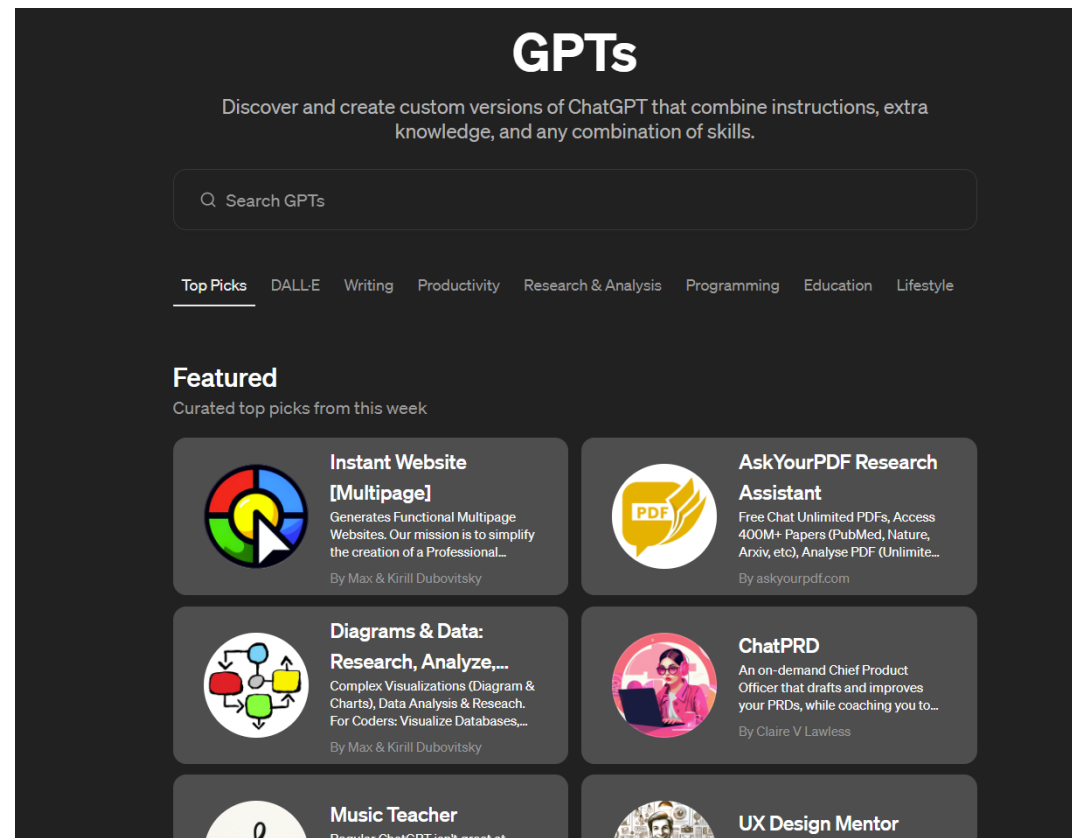 GPTs
Discover and create custom versions of ChatGPT that combine instructions, extra
knowledge, and any combination of skills.
Search GPTs
Top Picks DALL·E Writing Productivity Research & Analysis Programming Education Lifestyle
Featured
Curated top picks from this week
Instant Website
[Multipage]
Generates Functional Multipage
Websites. Our mission is to simplify
the creation of a Professional...
By Max & Kirill Dubovitsky
AskYourPDF Research
Assistant
Free Chat Unlimited PDFs, Access
400M+ Papers (PubMed, Nature,
Arxiv, etc), Analyse PDF (Unlimite...
By askyourpdf.com
PDF
Diagrams & Data:
Research, Analyze,...
Complex Visualizations (Diagram &
Charts), Data Analysis & Reseach.
For Coders: Visualize Databases,...
By Max & Kirill Dubovitsky
ChatPRD
An on-demand Chief Product
Officer that drafts and improves
your PRDs, while coaching you to...
By Claire V Lawless
Music Teacher
Regular ChatGPT isn't great at
UX Design Mentor